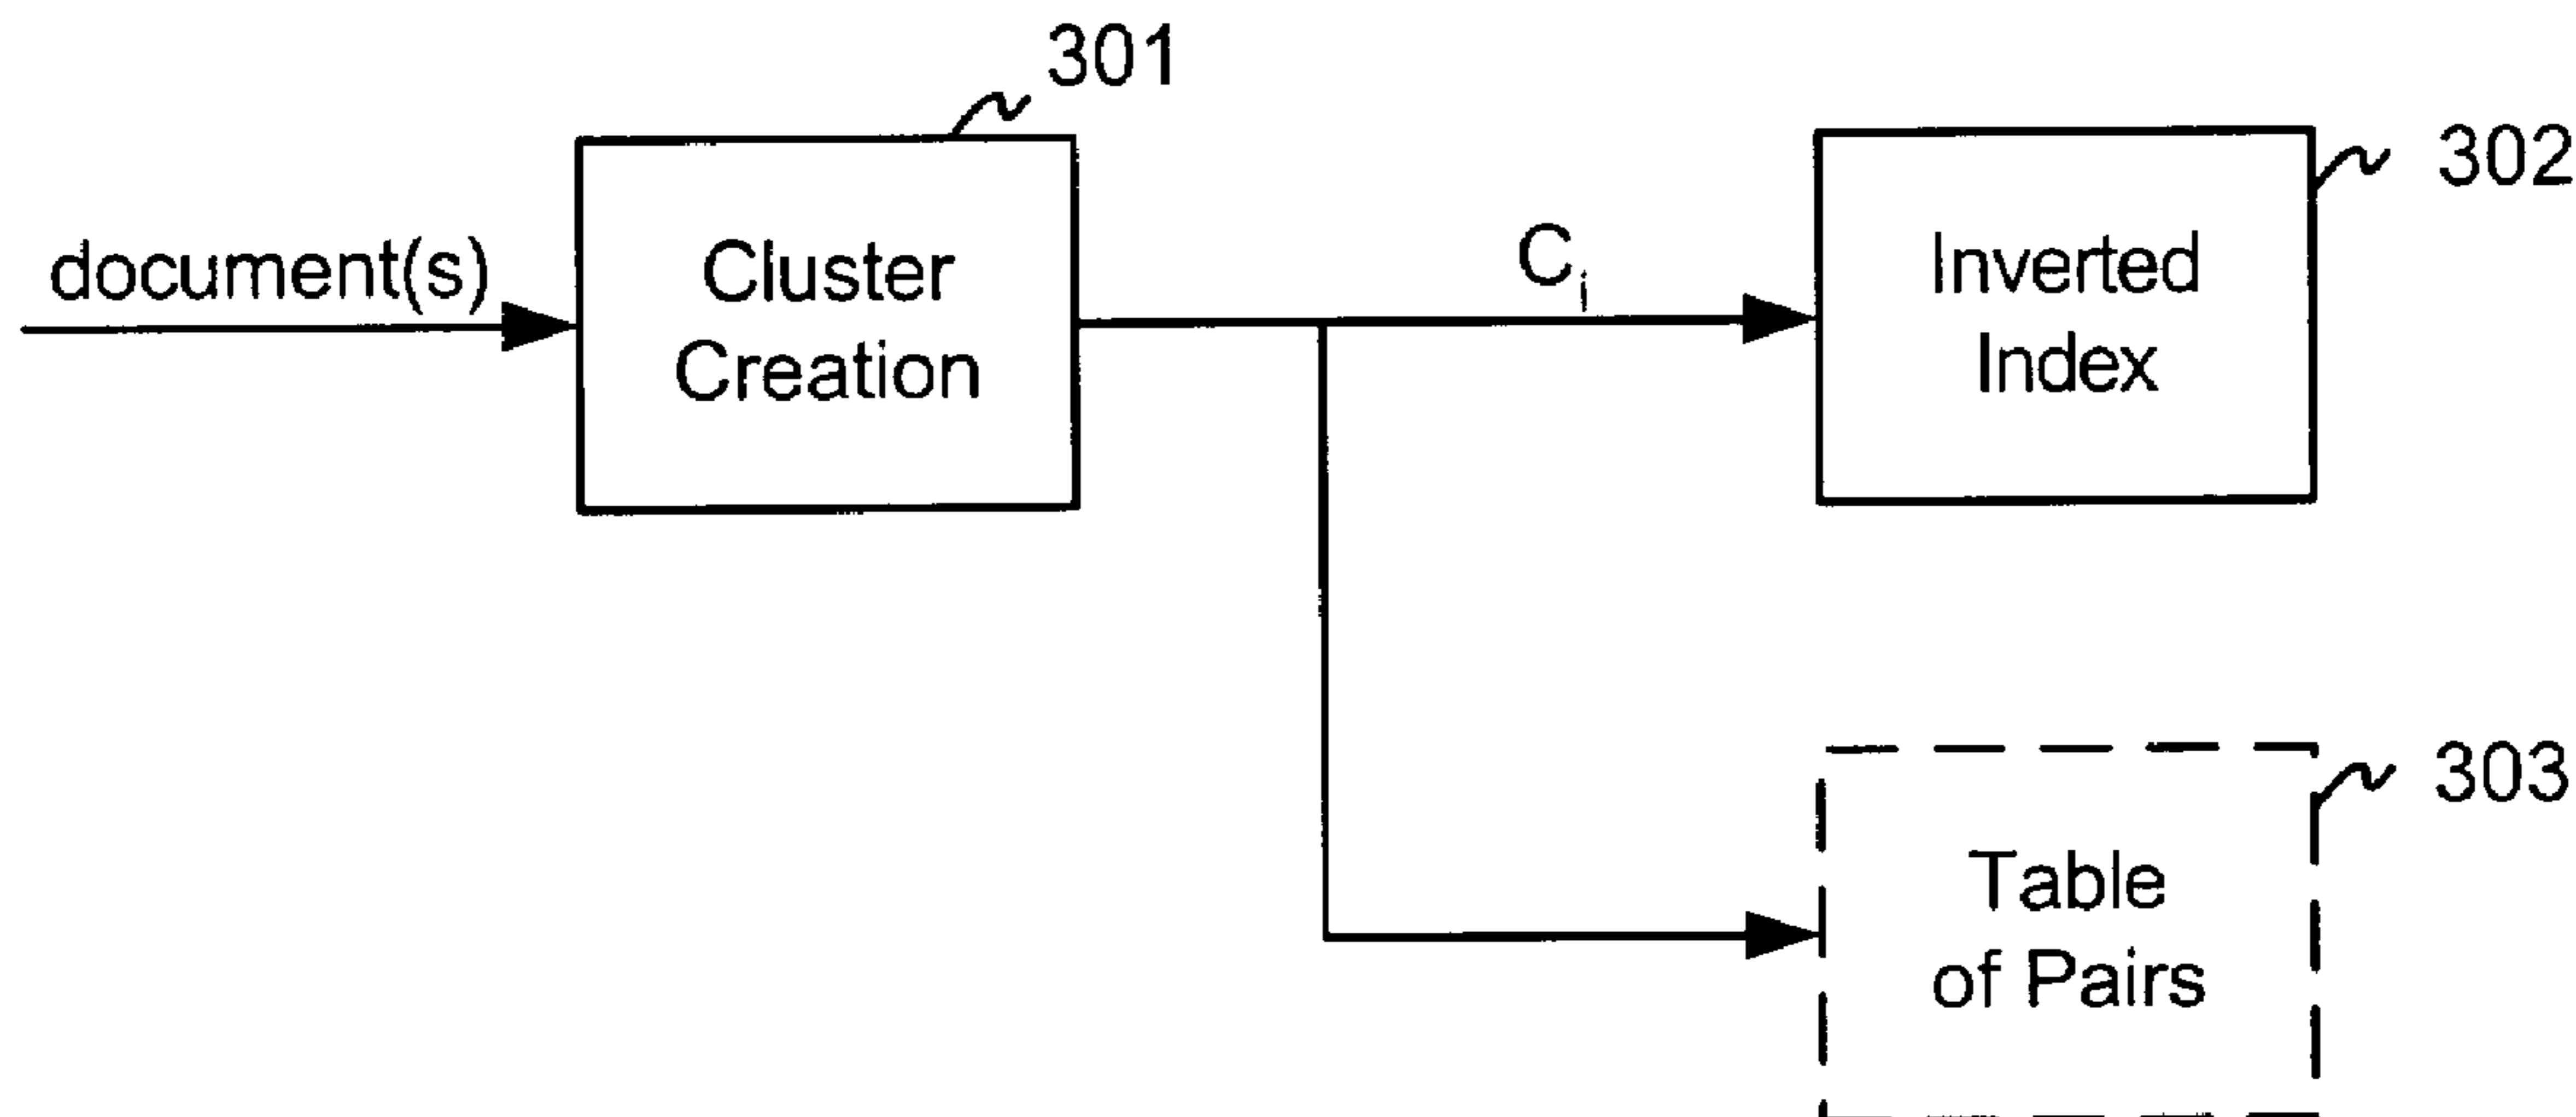 301
302
document(s)
Cluster
Creation
C_i
Inverted
Index
303
Table
of Pairs